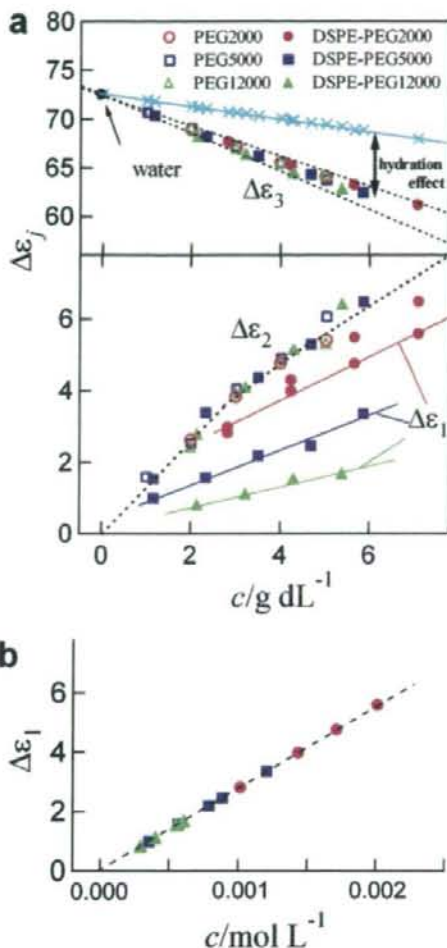 a
PEG2000 DSPE-PEG2000
PEG5000 DSPE-PEG5000
PEG12000 DSPE-PEG12000
75
70
65
60
water
hydration
effect
Δε₃
Δεⱼ
6
4
2
0
Δε₂
Δε₁
0 2 4 6
c/g dL⁻¹
b
6
4
2
0
Δε₁
0.000 0.001 0.002
c/mol L⁻¹